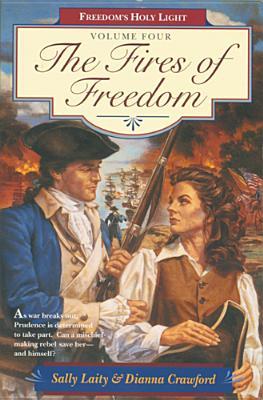 FREEDOM'S HOLY LIGHT
VOLUME FOUR
The Fires of
Freedom
As war breaks out,
Prudence is determined
to take part. Can a mischief-
making rebel save her—
and himself?
Sally Laity & Dianna Crawford